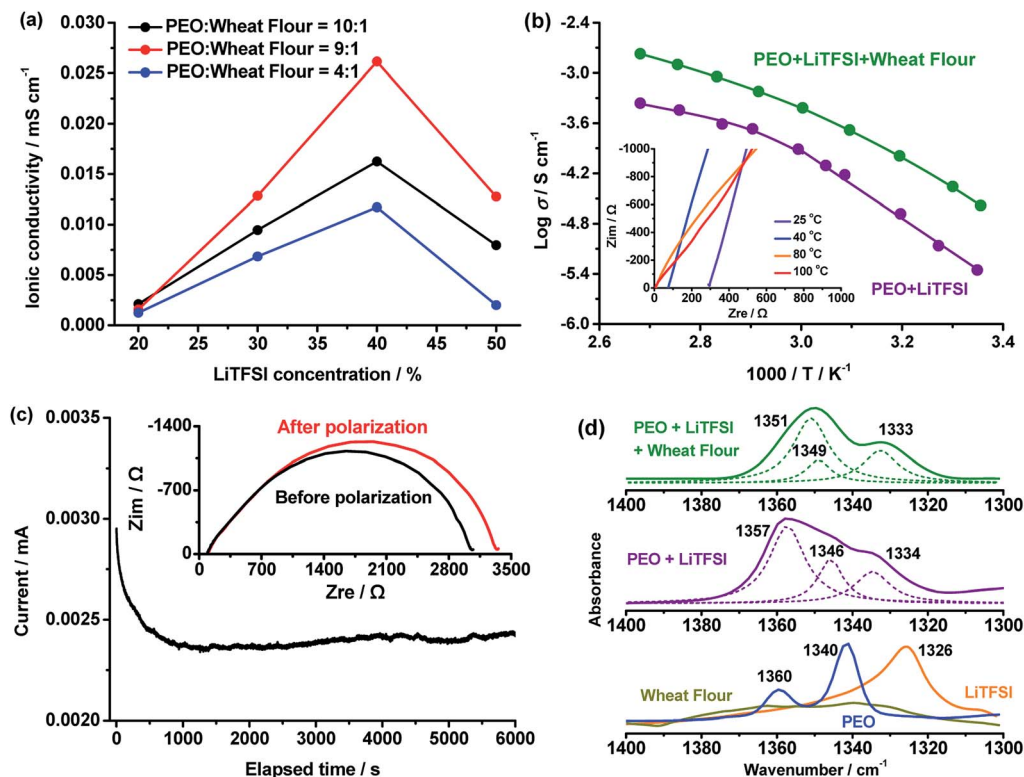 (a)
PEO:Wheat Flour = 10:1
PEO:Wheat Flour = 9:1
PEO:Wheat Flour = 4:1
Ionic conductivity / mS cm⁻¹
0.030
0.025
0.020
0.015
0.010
0.005
0.000
20 25 30 35 40 45 50
LiTFSI concentration / %
(b)
PEO+LiTFSI+Wheat Flour
PEO+LiTFSI
Log σ / S cm⁻¹
-2.4
-3.0
-3.6
-4.2
-4.8
-5.4
-6.0
2.6 2.8 3.0 3.2 3.4
1000 / T / K⁻¹
Zim / Ω
-1000
-800
-600
-400
-200
0
25 °C
40 °C
80 °C
100 °C
0 200 400 600 800 1000
Zre / Ω
(c)
Current / mA
0.0035
0.0030
0.0025
0.0020
0 1000 2000 3000 4000 5000 6000
Elapsed time / s
Zim / Ω
-1400
-700
0
After polarization
Before polarization
0 700 1400 2100 2800 3500
Zre / Ω
(d)
Absorbance
PEO + LiTFSI
+ Wheat Flour
1351
1349
1333
1400 1380 1360 1340 1320 1300
PEO + LiTFSI
1357
1346
1334
1400 1380 1360 1340 1320 1300
Wheat Flour
1360
1340
1326
LiTFSI
PEO
1400 1380 1360 1340 1320 1300
Wavenumber / cm⁻¹